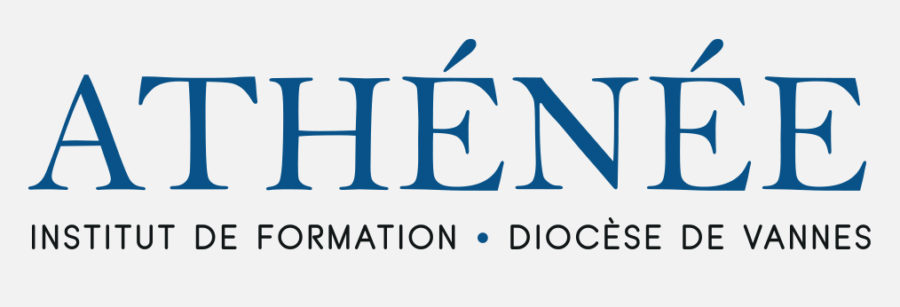 ATHÉNÉE
INSTITUT DE FORMATION • DIOCÈSE DE VANNES